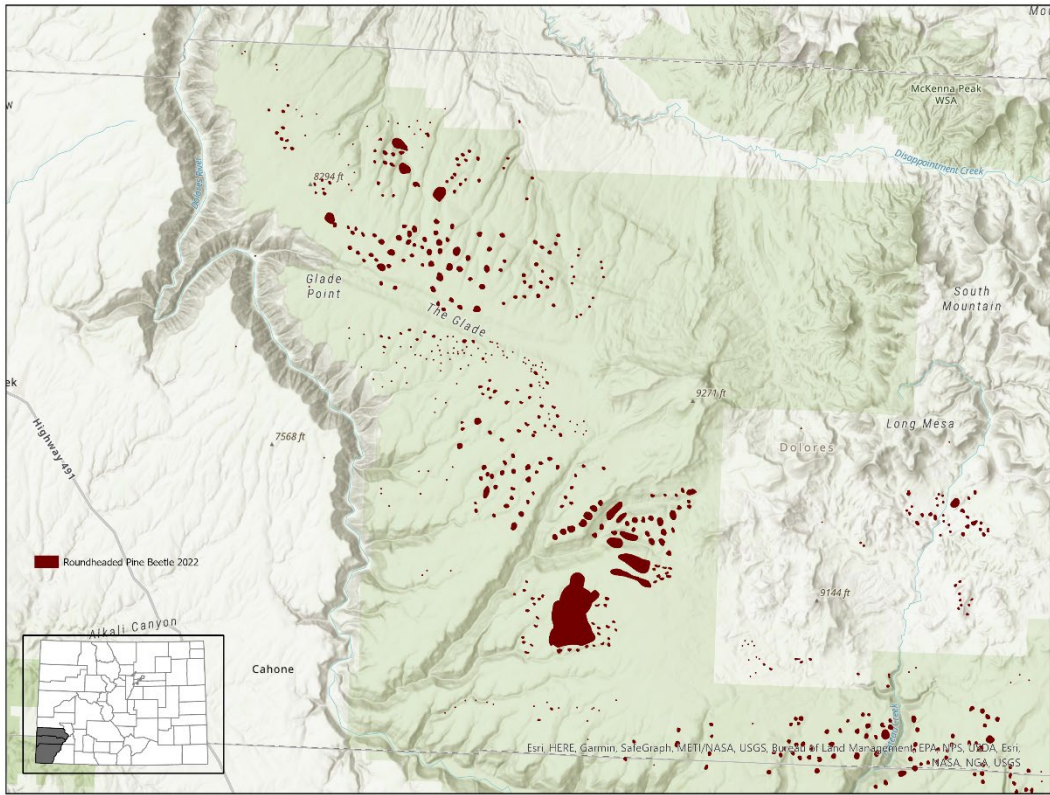 McKenna Peak
WSA
Disappointment Creek
8294 ft
Glade
Point
The Glade
South
Mountain
9271 ft
Long Mesa
ek
Highway 491
7568 ft
Dolores
Roundheaded Pine Beetle 2022
9144 ft
Alkali Canyon
Cahone
Esri, HERE, Garmin, SafeGraph, METI/NASA, USGS, Bureau of Land Management, EPA, NPS, USDA, Esri,
NASA, NGA, USGS